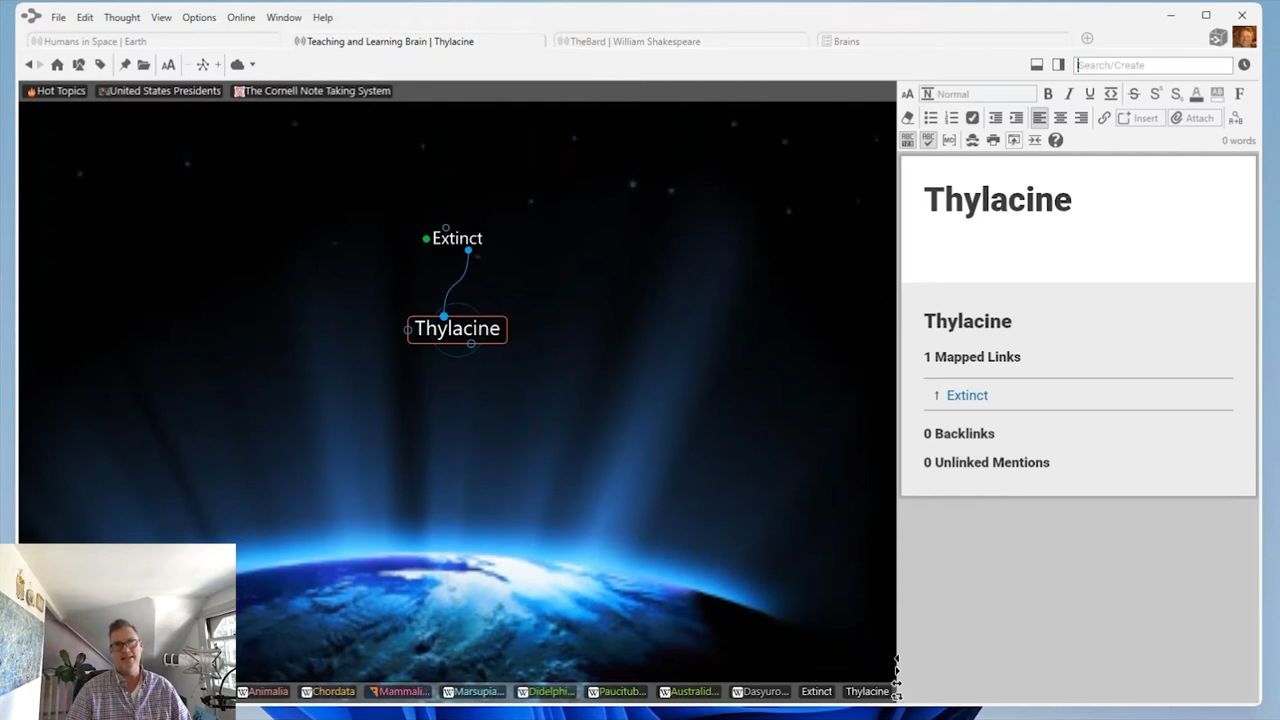 File Edit Thought View Options Online Window Help
Humans in Space | Earth
Teaching and Learning Brain | Thylacine
TheBard | William Shakespeare
Brains
Search/Create
Hot Topics
United States Presidents
The Cornell Note Taking System
Normal
Insert
Attach
0 words
Extinct
Thylacine
Thylacine
Thylacine
1 Mapped Links
↑ Extinct
0 Backlinks
0 Unlinked Mentions
Animalia Chordata Mammali... Marsupia... Didelphi... Paucitub... Australid... Dasyuro... Extinct Thylacine